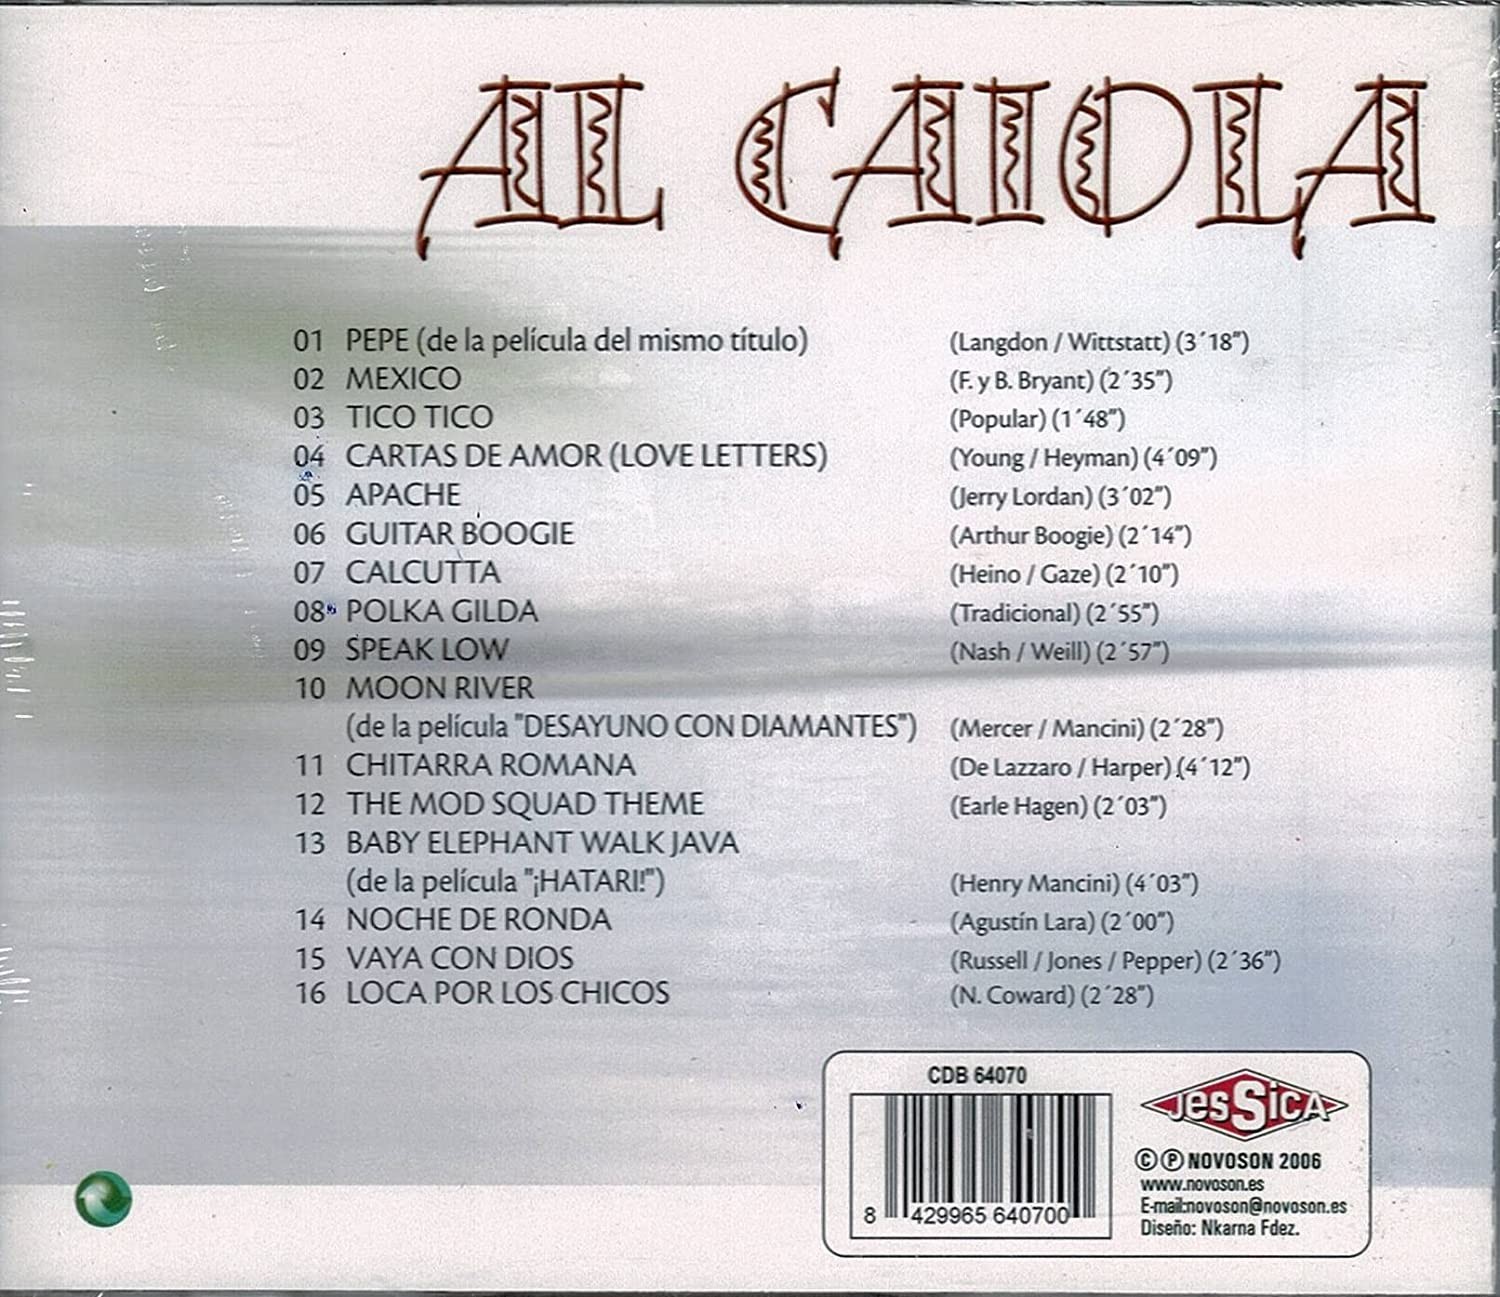 AL CAIOLA
01 PEPE (de la película del mismo título) (Langdon / Wittstatt) (3´18")
02 MEXICO (F. y B. Bryant) (2´35")
03 TICO TICO (Popular) (1´48")
04 CARTAS DE AMOR (LOVE LETTERS) (Young / Heyman) (4´09")
05 APACHE (Jerry Lordan) (3´02")
06 GUITAR BOOGIE (Arthur Boogie) (2´14")
07 CALCUTTA (Heino / Gaze) (2´10")
08 POLKA GILDA (Tradicional) (2´55")
09 SPEAK LOW (Nash / Weill) (2´57")
10 MOON RIVER
(de la película "DESAYUNO CON DIAMANTES") (Mercer / Mancini) (2´28")
11 CHITARRA ROMANA (De Lazzaro / Harper) (4´12")
12 THE MOD SQUAD THEME (Earle Hagen) (2´03")
13 BABY ELEPHANT WALK JAVA
(de la película "¡HATARI!") (Henry Mancini) (4´03")
14 NOCHE DE RONDA (Agustín Lara) (2´00")
15 VAYA CON DIOS (Russell / Jones / Pepper) (2´36")
16 LOCA POR LOS CHICOS (N. Coward) (2´28")
CDB 64070
8 429965 640700
JESSICA
© ℗ NOVOSON 2006
www.novoson.es
E-mail:novoson@novoson.es
Diseño: Nkarna Fdez.